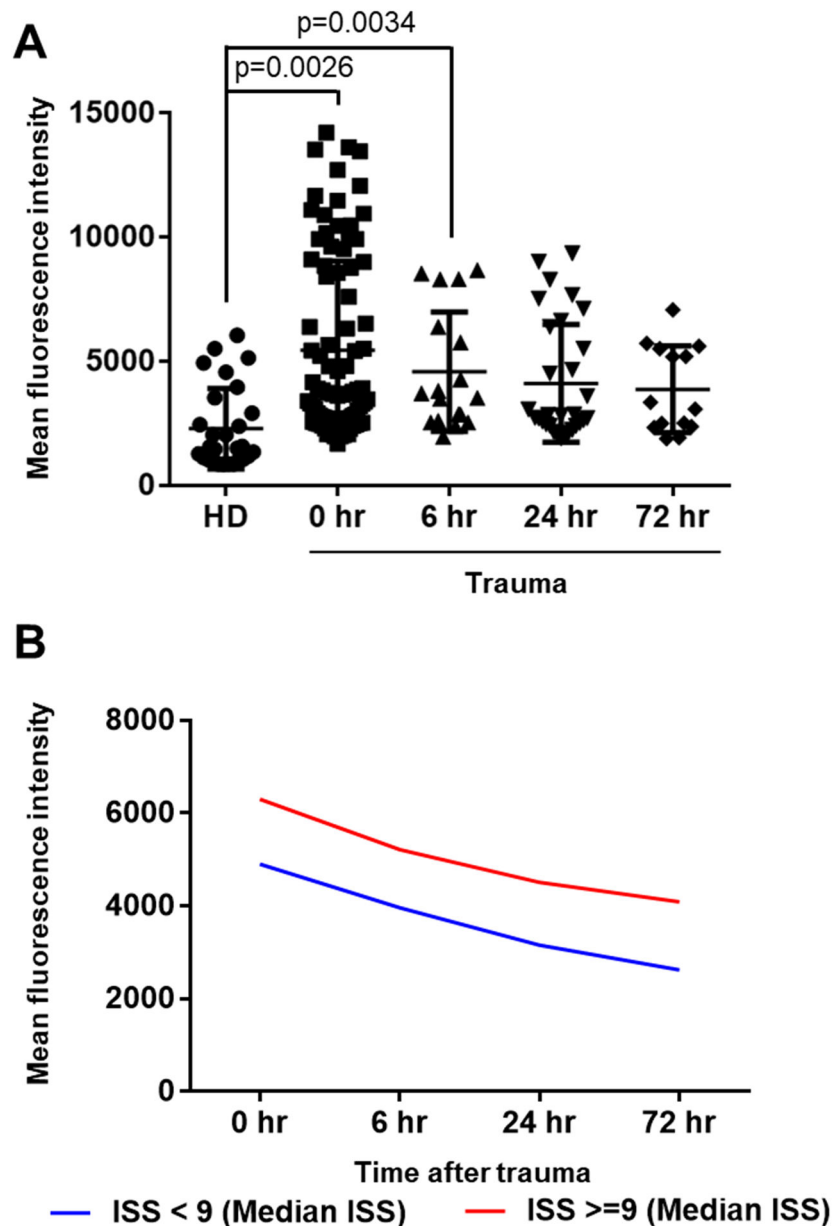 A
p=0.0034
p=0.0026
Mean fluorescence intensity
15000
10000
5000
0
HD 0 hr 6 hr 24 hr 72 hr
Trauma
B
Mean fluorescence intensity
8000
6000
4000
2000
0
0 hr 6 hr 24 hr 72 hr
Time after trauma
ISS < 9 (Median ISS) ISS >=9 (Median ISS)